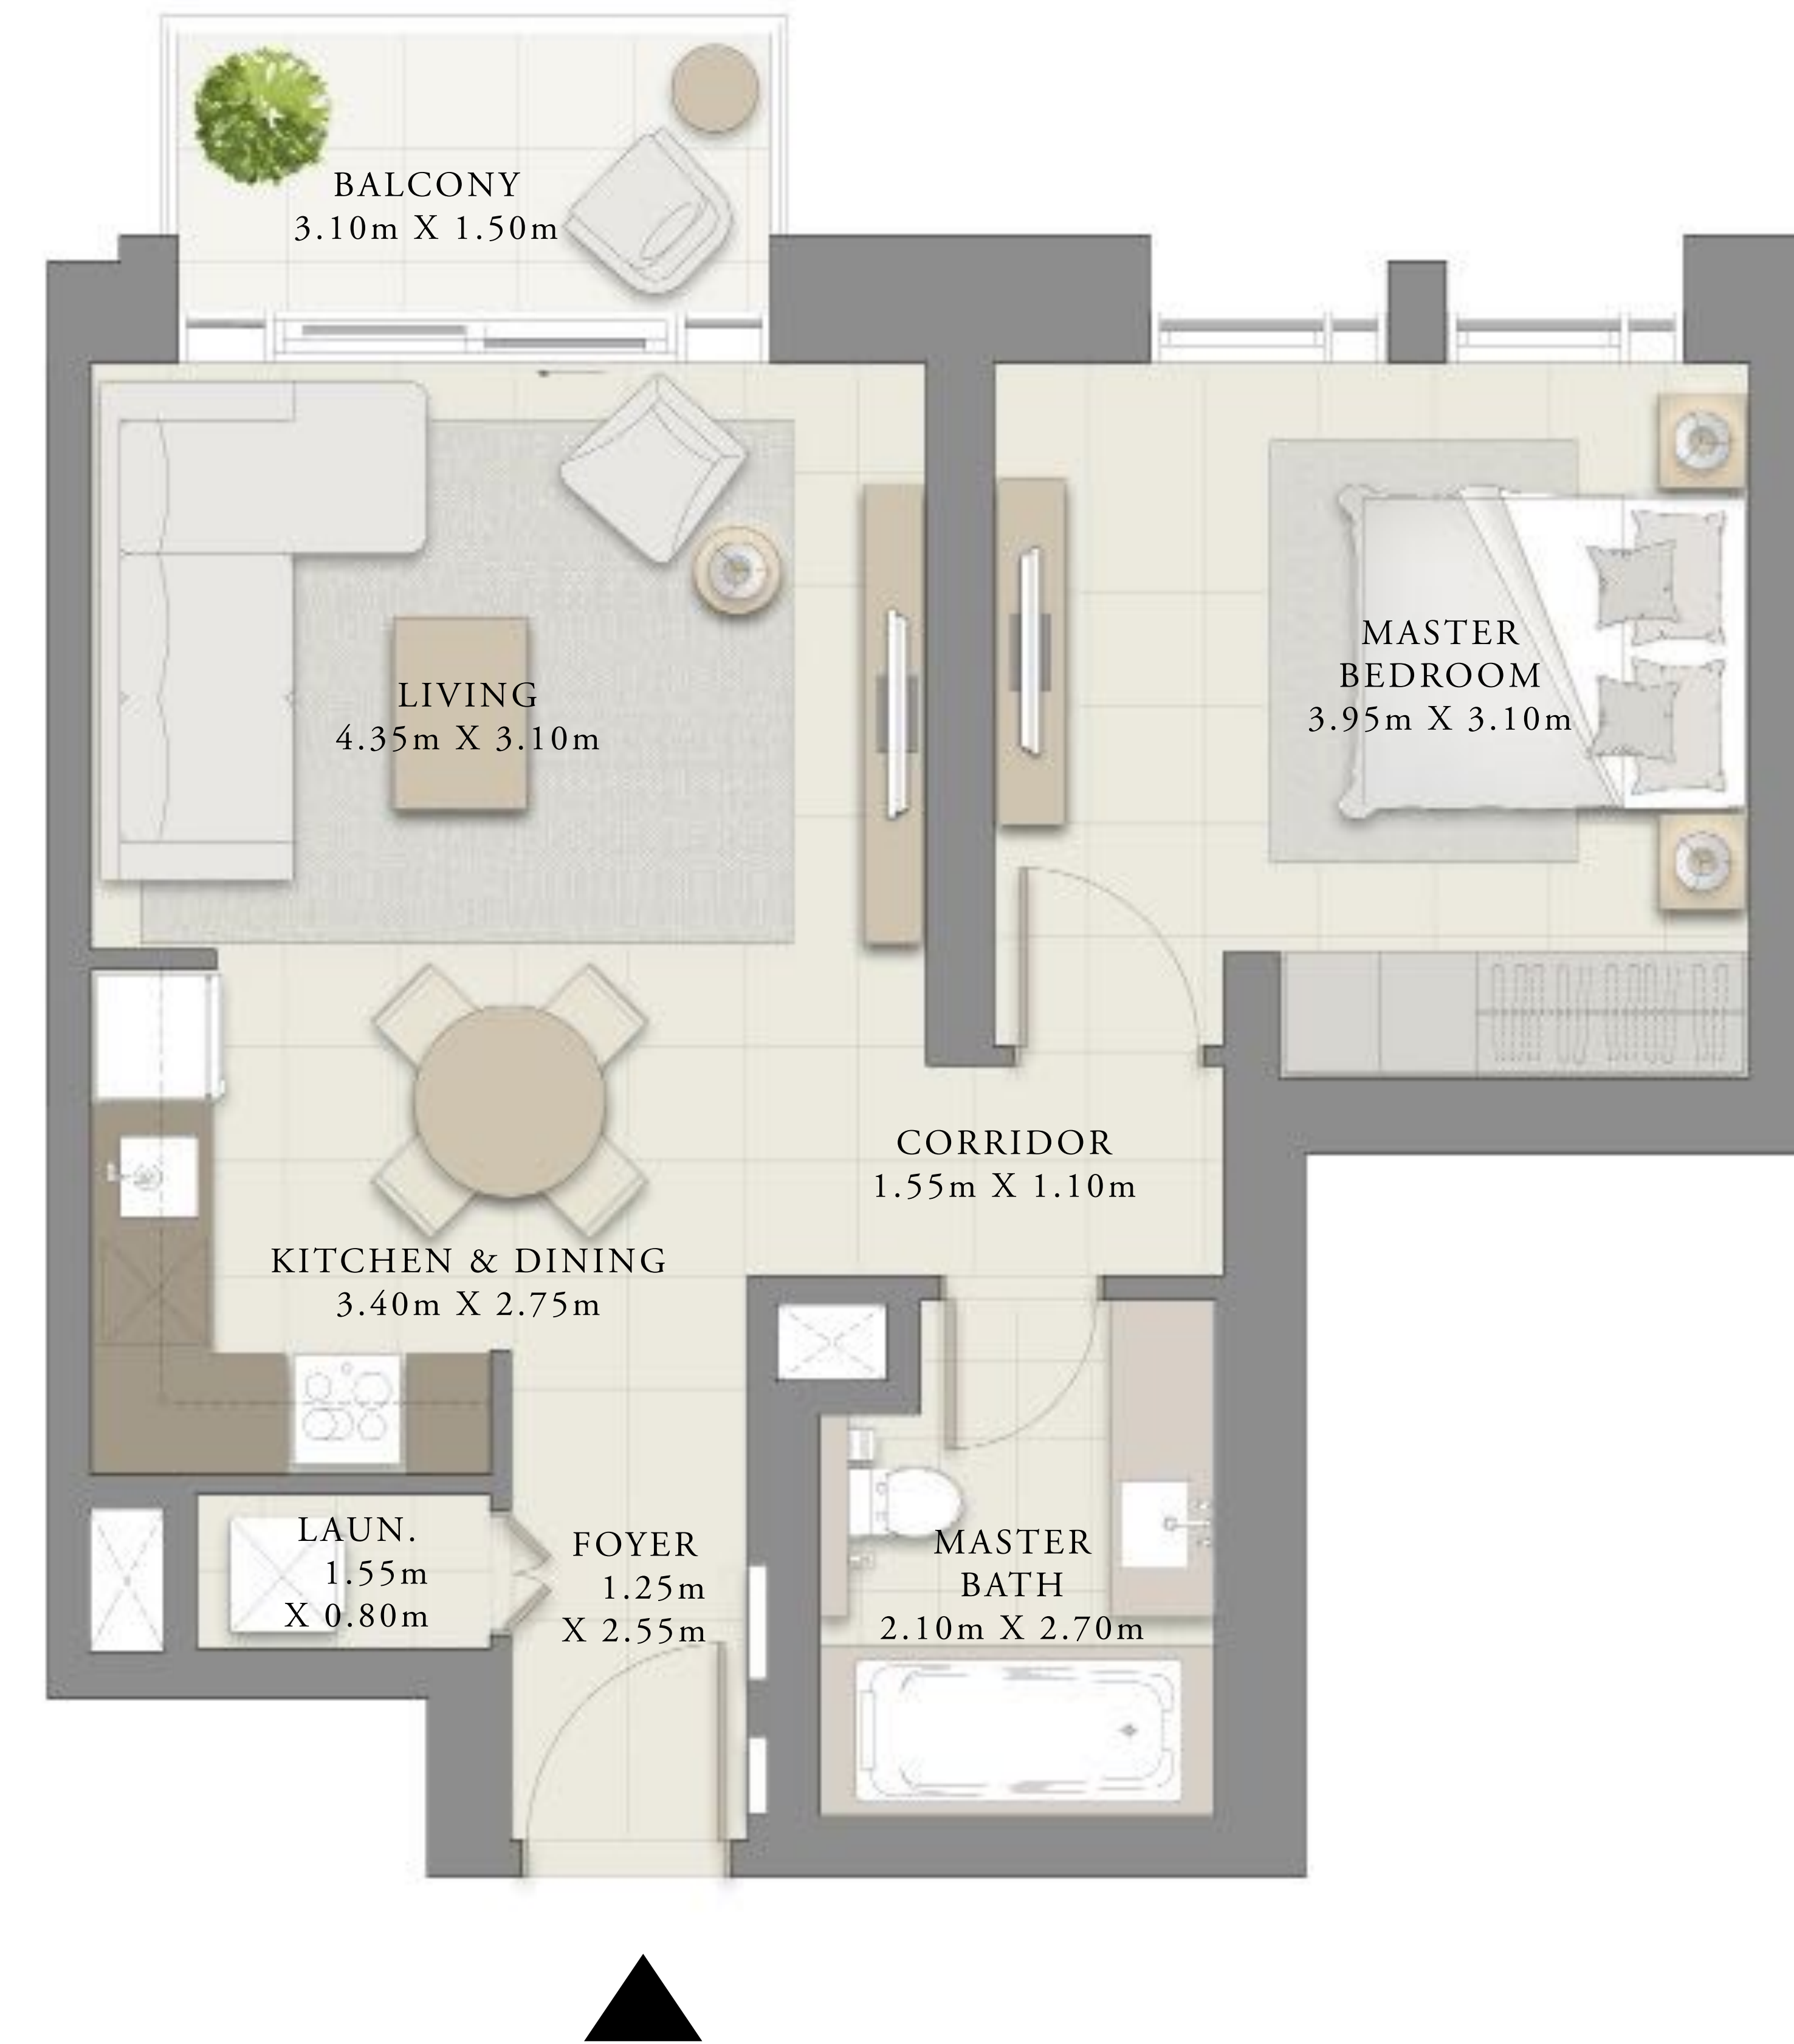 BALCONY
3.10m X 1.50m
LIVING
4.35m X 3.10m
MASTER
BEDROOM
3.95m X 3.10m
CORRIDOR
1.55m X 1.10m
KITCHEN & DINING
3.40m X 2.75m
LAUN.
1.55m
X 0.80m
FOYER
1.25m
X 2.55m
MASTER
BATH
2.10m X 2.70m